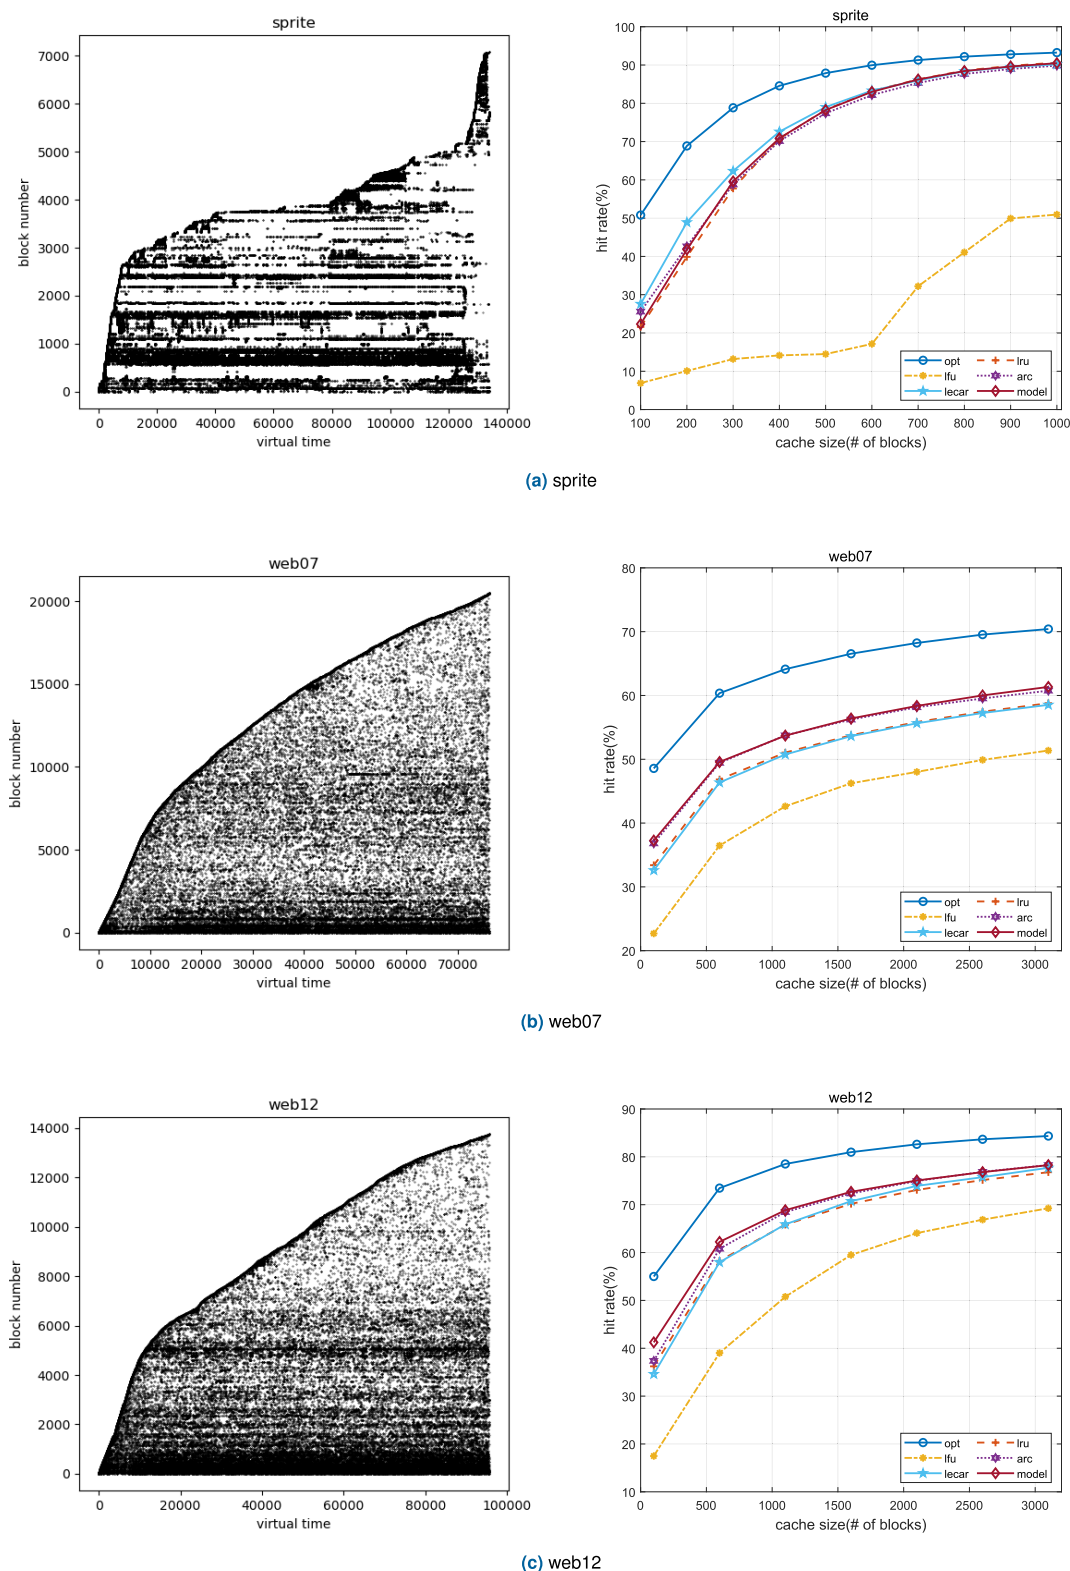 sprite
7000
6000
5000
4000
3000
2000
1000
0
block number
0 20000 40000 60000 80000 100000 120000 140000
virtual time
sprite
100
90
80
70
60
50
40
30
20
10
0
hit rate(%)
opt lru
lfu arc
lecar model
100 200 300 400 500 600 700 800 900 1000
cache size(# of blocks)
(a) sprite
web07
20000
15000
10000
5000
0
block number
0 10000 20000 30000 40000 50000 60000 70000
virtual time
web07
80
70
60
50
40
30
20
hit rate(%)
opt lru
lfu arc
lecar model
0 500 1000 1500 2000 2500 3000
cache size(# of blocks)
(b) web07
web12
14000
12000
10000
8000
6000
4000
2000
0
block number
0 20000 40000 60000 80000 100000
virtual time
web12
90
80
70
60
50
40
30
20
10
hit rate(%)
opt lru
lfu arc
lecar model
0 500 1000 1500 2000 2500 3000
cache size(# of blocks)
(c) web12